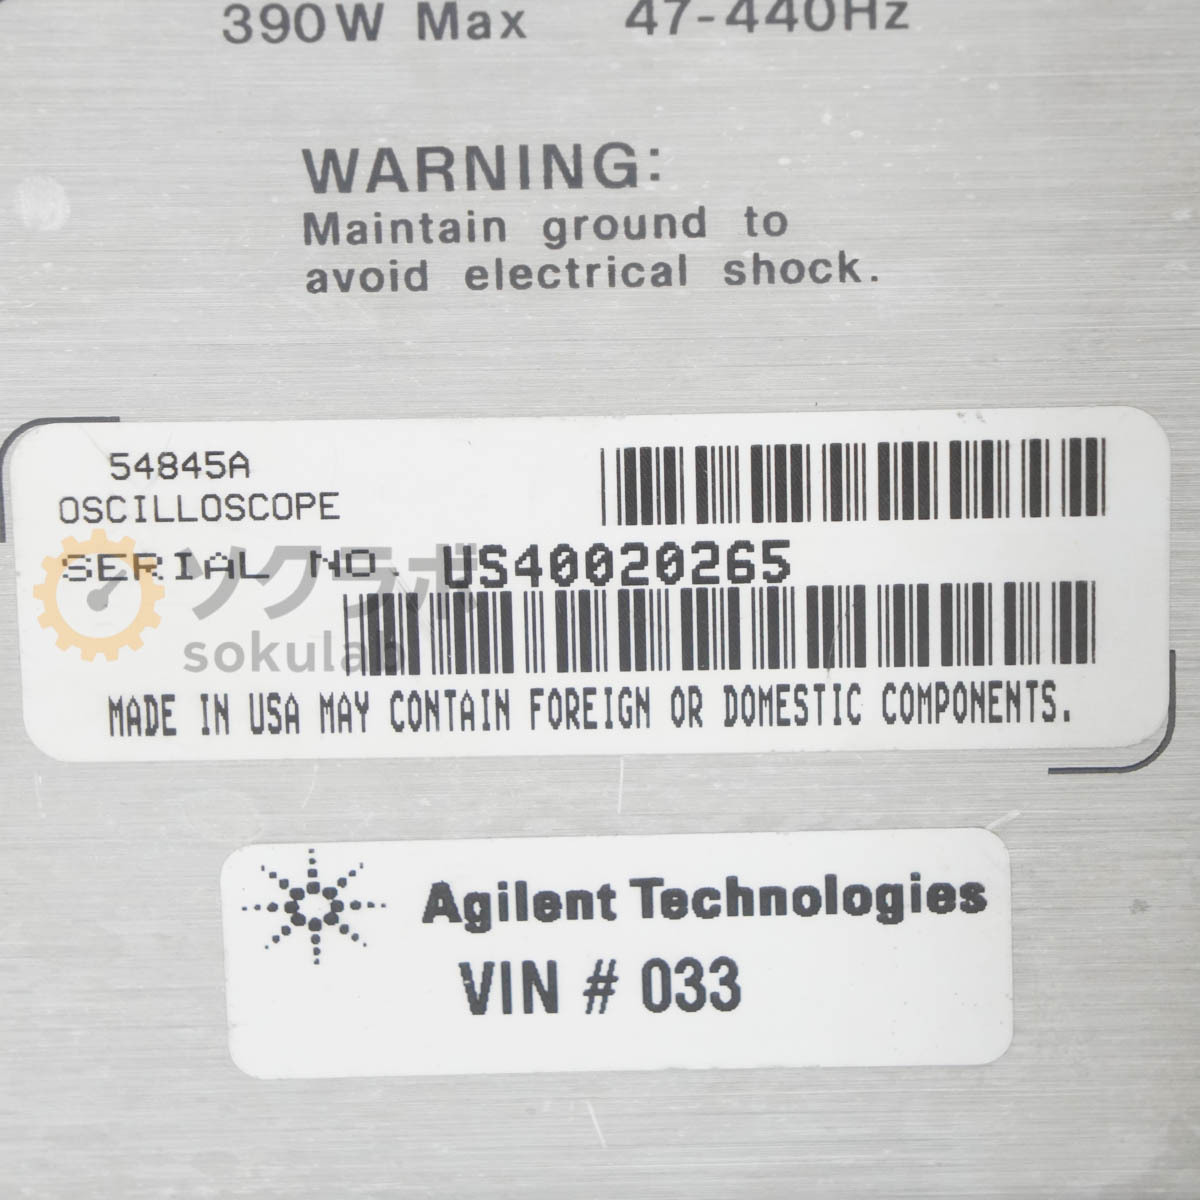 390W Max 47-440Hz
WARNING:
Maintain ground to
avoid electrical shock.
54845A
OSCILLOSCOPE
SERIAL NO. US40020265
ソクラボ
sokulab
MADE IN USA MAY CONTAIN FOREIGN OR DOMESTIC COMPONENTS.
Agilent Technologies
VIN # 033